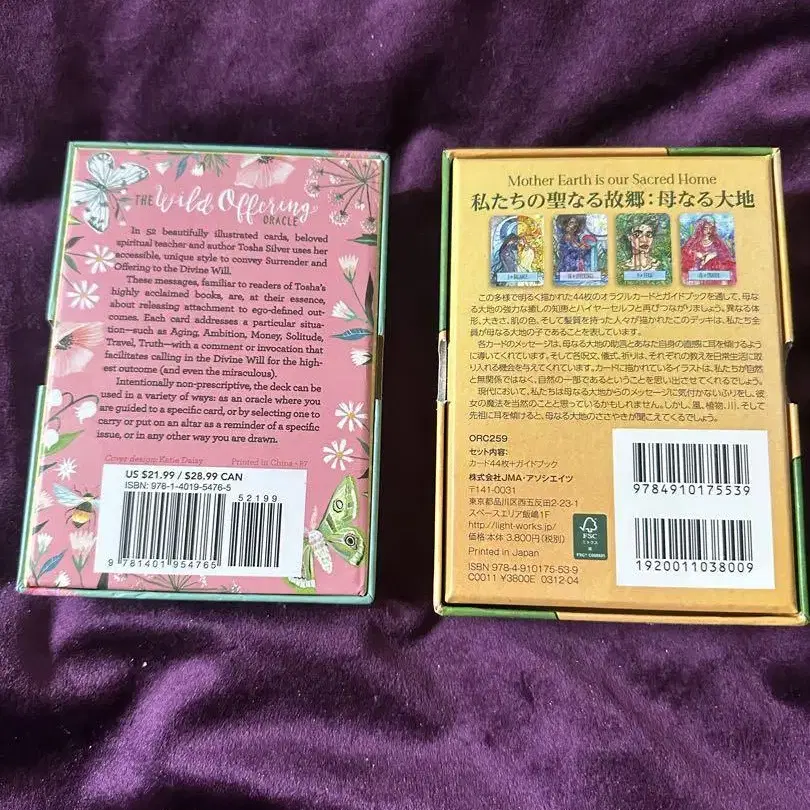 THE Wild Offering
ORACLE
In 52 beautifully illustrated cards, beloved
spiritual teacher and author Tosha Silver uses her
accessible, unique style to convey Surrender and
Offering to the Divine Will.
These messages, familiar to readers of Tosha's
highly acclaimed books, are, at their essence,
about releasing attachment to ego-defined out-
comes. Each card addresses a particular situa-
tion—such as Aging, Ambition, Money, Solitude,
Travel, Truth—with a comment or invocation that
facilitates calling in the Divine Will for the high-
est outcome (and even the miraculous).
Intentionally non-prescriptive, the deck can be
used in a variety of ways: as an oracle where you
are guided to a specific card, or by selecting one to
carry or put on an altar as a reminder of a specific
issue, or in any other way you are drawn.
Cover design: Katie Daisy Printed in China • B7
US $21.99 / $28.99 CAN
ISBN: 978-1-4019-5476-5
52199
9 781401 954765
Mother Earth is our Sacred Home
私たちの聖なる故郷：母なる大地
この多様で明るく描かれた44枚のオラクルカードとガイドブックを通して、母な
る大地の強力な癒しの知恵とハイヤーセルフと再びつながりましょう。異なる体
形、大きさ、肌の色、そして髪質を持った人々が描かれたこのデッキは、私たち全
員が母なる大地の子であることを表しています。
各カードのメッセージは、母なる大地の助言とあなた自身の直感に耳を傾けるよう
に導いてくれています。そして各呪文、儀式、祈りは、それぞれの教えを日常生活に取
り入れる機会を与えてくれています。カードに描かれているイラストは、私たちが自然
と無関係ではなく、自然の一部であるということを思い出させてくれるでしょう。
現代において、私たちは母なる大地からのメッセージに気付かないふりをし、彼
女の魔法を当然のことと思っているかもしれません。しかし、風、植物、川、そして
先祖に耳を傾けると、母なる大地のささやきが聞こえてくるでしょう。
ORC259
セット内容:
カード44枚+ガイドブック
株式会社JMA・アソシエイツ
〒141-0031
東京都品川区西五反田2-23-1
スペースエリア飯嶋1F
http://light-works.jp/
価格:本体 3,800円(税別)
Printed in Japan
FSC
ISBN 978-4-910175-53-9
C0011 ¥3800E 0312-04
9784910175539
1920011038009